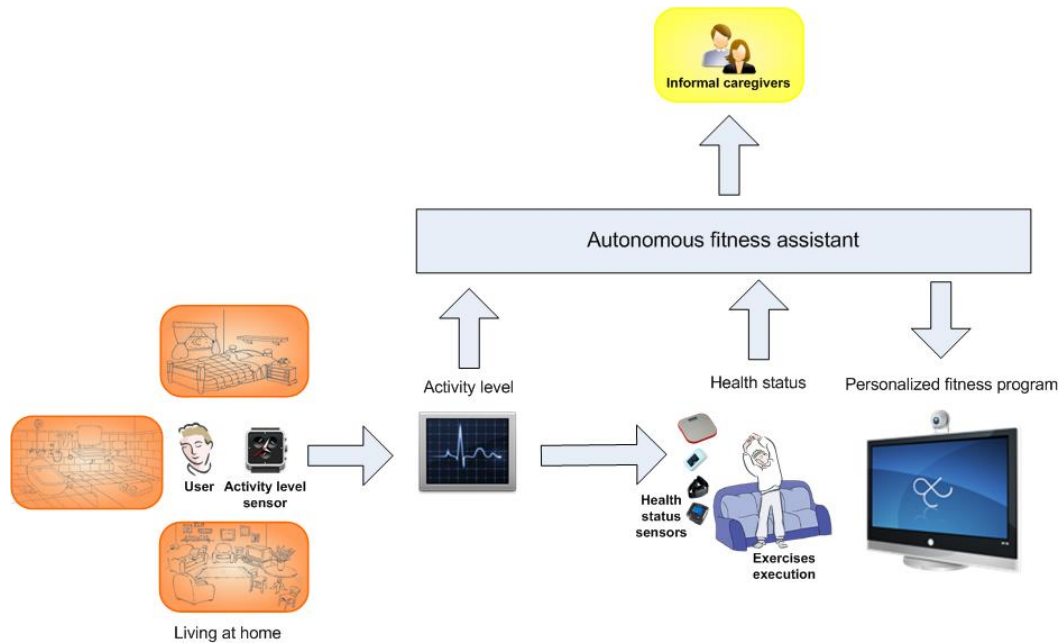 Informal caregivers
Autonomous fitness assistant
Activity level
Health status
Personalized fitness program
User
Activity level
sensor
Health
status
sensors
Exercises
execution
Living at home